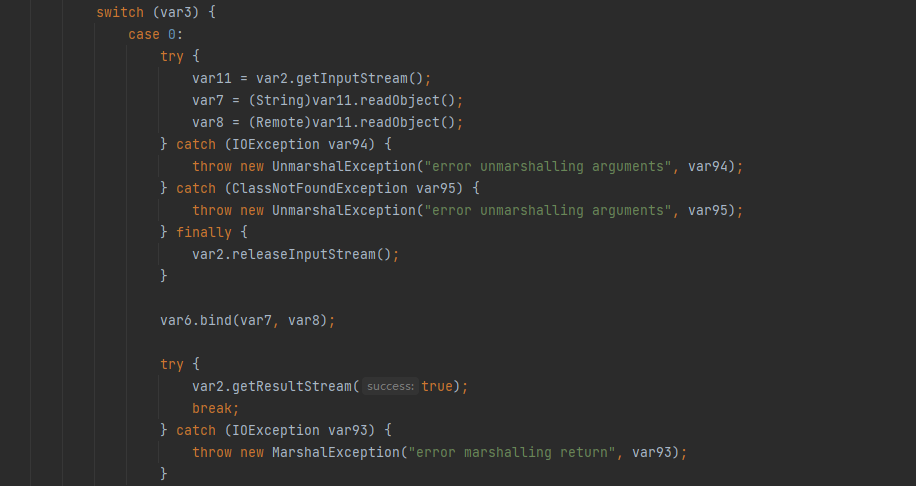 switch (var3) {
case 0:
try {
var11 = var2.getInputStream();
var7 = (String)var11.readObject();
var8 = (Remote)var11.readObject();
} catch (IOException var94) {
throw new UnmarshalException("error unmarshalling arguments", var94);
} catch (ClassNotFoundException var95) {
throw new UnmarshalException("error unmarshalling arguments", var95);
} finally {
var2.releaseInputStream();
}
var6.bind(var7, var8);
try {
var2.getResultStream( success: true);
break;
} catch (IOException var93) {
throw new MarshalException("error marshalling return", var93);
}